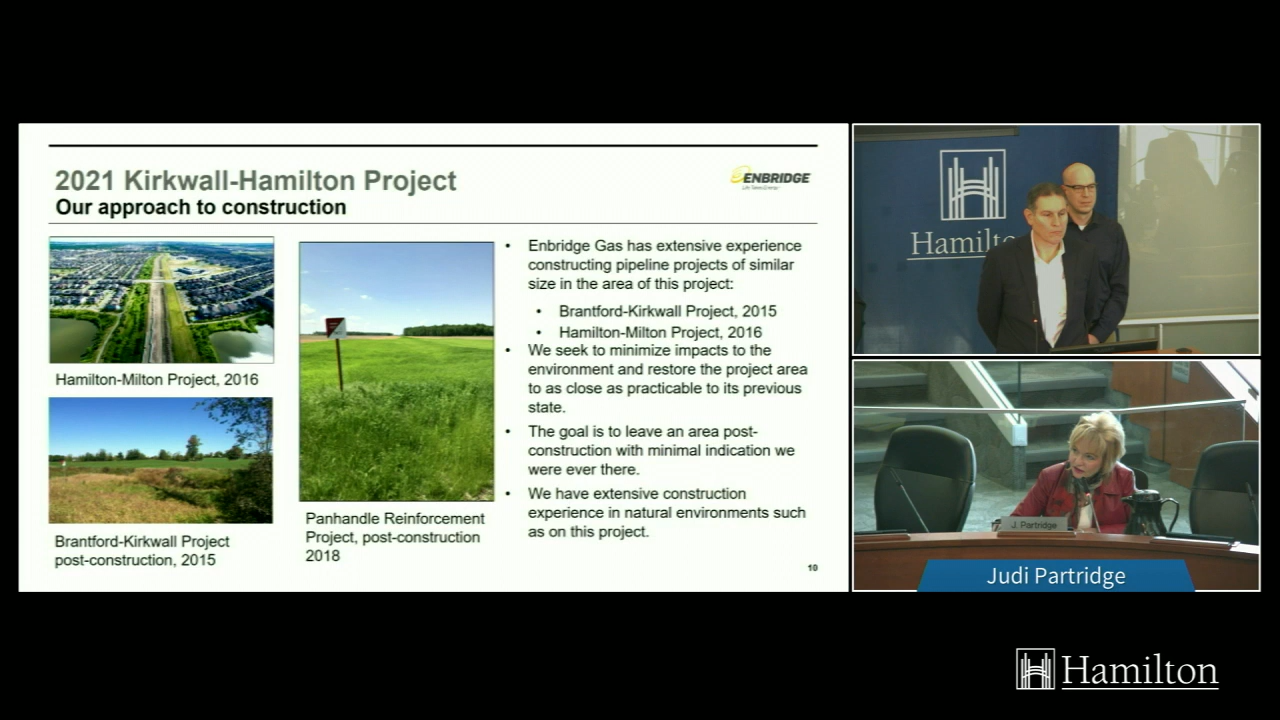 2021 Kirkwall-Hamilton Project
Our approach to construction
ENBRIDGE
Life Takes Energy
Hamilton-Milton Project, 2016
Brantford-Kirkwall Project
post-construction, 2015
Panhandle Reinforcement
Project, post-construction
2018
• Enbridge Gas has extensive experience
constructing pipeline projects of similar
size in the area of this project:
• Brantford-Kirkwall Project, 2015
• Hamilton-Milton Project, 2016
• We seek to minimize impacts to the
environment and restore the project area
to as close as practicable to its previous
state.
• The goal is to leave an area post-
construction with minimal indication we
were ever there.
• We have extensive construction
experience in natural environments such
as on this project.
10
Hamilto
J. Partridge
Judi Partridge
Hamilton